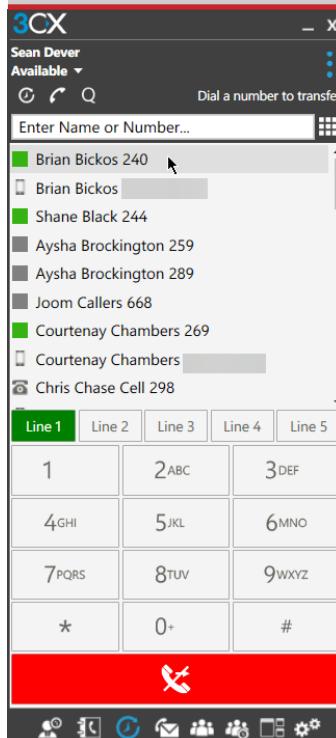 3CX
_ X
Sean Dever
Available
Dial a number to transfe
Enter Name or Number...
Brian Bickos 240
Brian Bickos
Shane Black 244
Aysha Brockington 259
Aysha Brockington 289
Joom Callers 668
Courtenay Chambers 269
Courtenay Chambers
Chris Chase Cell 298
Line 1 Line 2 Line 3 Line 4 Line 5
1 2ABC 3DEF
4GHI 5JKL 6MNO
7PQRS 8TUV 9WXYZ
* 0+ #